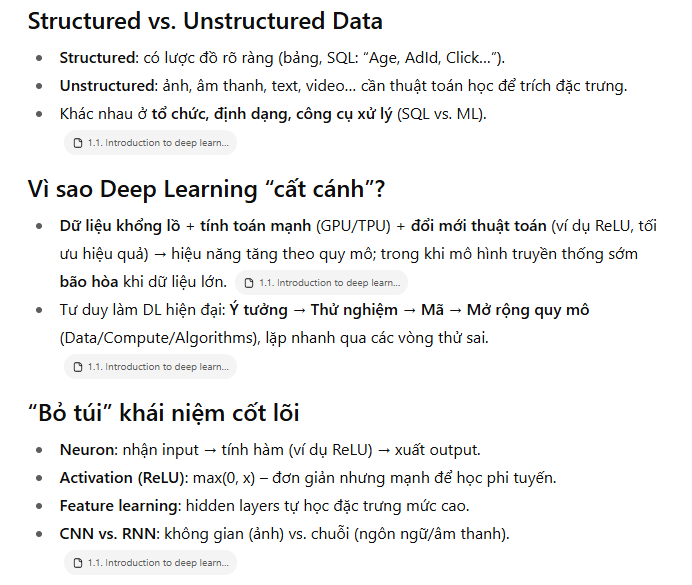 Structured vs. Unstructured Data
Structured: có lược đồ rõ ràng (bảng, SQL: “Age, AdId, Click…”).
Unstructured: ảnh, âm thanh, text, video… cần thuật toán học để trích đặc trưng.
Khác nhau ở tổ chức, định dạng, công cụ xử lý (SQL vs. ML).
1.1. Introduction to deep learn...
Vì sao Deep Learning “cất cánh”?
Dữ liệu khổng lồ + tính toán mạnh (GPU/TPU) + đổi mới thuật toán (ví dụ ReLU, tối
ưu hiệu quả) → hiệu năng tăng theo quy mô; trong khi mô hình truyền thống sớm
bão hòa khi dữ liệu lớn. 1.1. Introduction to deep learn...
Tư duy làm DL hiện đại: Ý tưởng → Thử nghiệm → Mã → Mở rộng quy mô
(Data/Compute/Algorithms), lặp nhanh qua các vòng thử sai.
1.1. Introduction to deep learn...
“Bỏ túi” khái niệm cốt lõi
Neuron: nhận input → tính hàm (ví dụ ReLU) → xuất output.
Activation (ReLU): max(0, x) – đơn giản nhưng mạnh để học phi tuyến.
Feature learning: hidden layers tự học đặc trưng mức cao.
CNN vs. RNN: không gian (ảnh) vs. chuỗi (ngôn ngữ/âm thanh).
1.1. Introduction to deep learn...